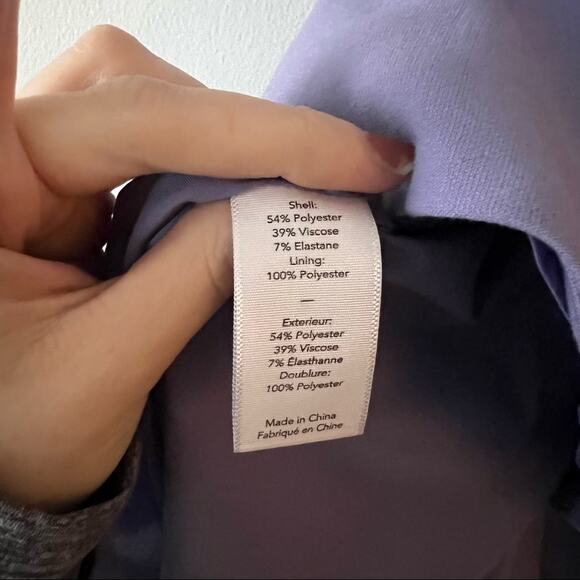 Shell:
54% Polyester
39% Viscose
7% Elastane
Lining:
100% Polyester
—
Exterieur:
54% Polyester
39% Viscose
7% Élasthanne
Doublure:
100% Polyester
Made in China
Fabriqué en Chine